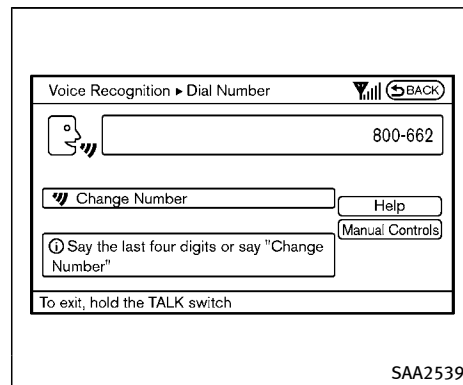 Voice Recognition ▸ Dial Number BACK
800-662
Change Number
Help
Manual Controls
Say the last four digits or say "Change
Number"
To exit, hold the TALK switch
SAA2539